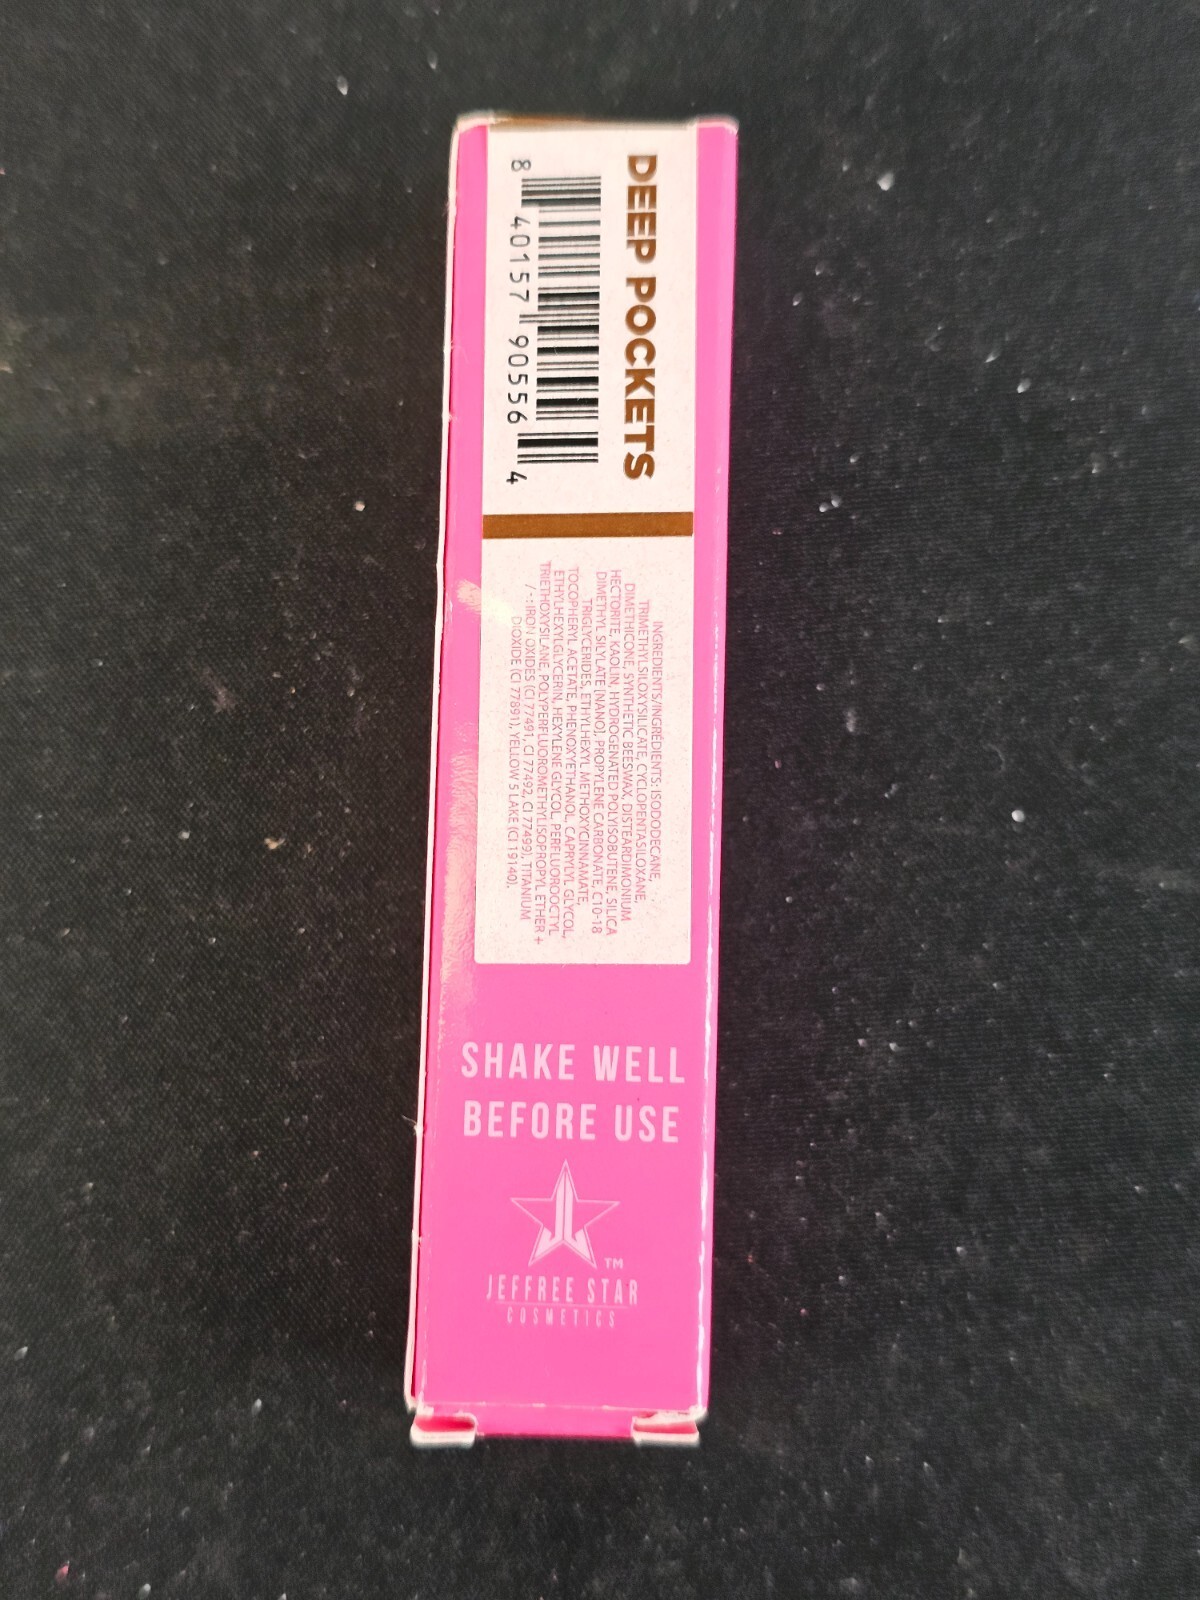 DEEP POCKETS
8 40157 90556 4
INGREDIENTS/INGRÉDIENTS: ISODODECANE,
TRIMETHYLSILOXYSILICATE, CYCLOPENTASILOXANE,
DIMETHICONE, SYNTHETIC BEESWAX, DISTEARDIMONIUM
HECTORITE, KAOLIN, HYDROGENATED POLYISOBUTENE, SILICA
DIMETHYL SILYLATE [NANO], PROPYLENE CARBONATE, C10-18
TRIGLYCERIDES, ETHYLHEXYL METHOXYCINNAMATE,
TOCOPHERYL ACETATE, PHENOXYETHANOL, CAPRYLYL GLYCOL,
ETHYLHEXYLGLYCERIN, HEXYLENE GLYCOL, PERFLUOROOCTYL
TRIETHOXYSILANE, POLYPERFLUOROMETHYLISOPROPYL ETHER +
/-: IRON OXIDES (CI 77491, CI 77492, CI 77499), TITANIUM
DIOXIDE (CI 77891), YELLOW 5 LAKE (CI 19140).
SHAKE WELL
BEFORE USE
TM
JEFFREE STAR
COSMETICS